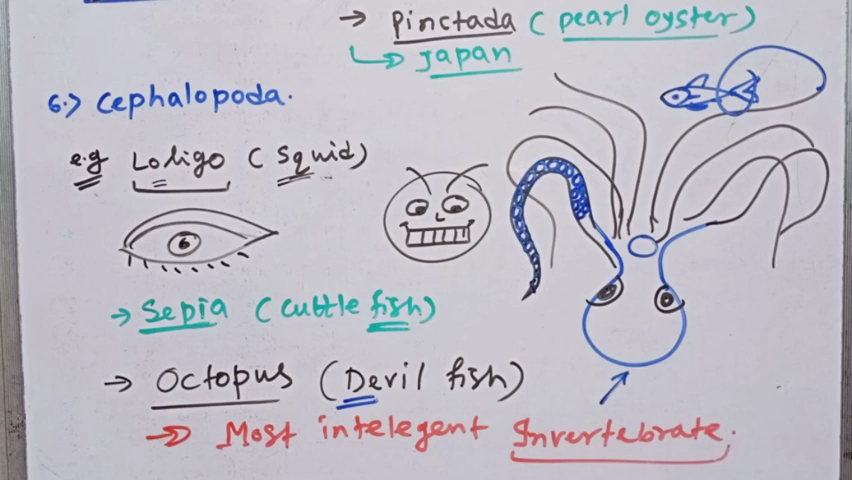 → Pinctada (pearl oyster)
↳ Japan
6.> Cephalopoda.
e.g Loligo (Squid)
→ Sepia (Cuttle fish)
→ Octopus (Devil fish)
→ Most intelegent Invertebrate.